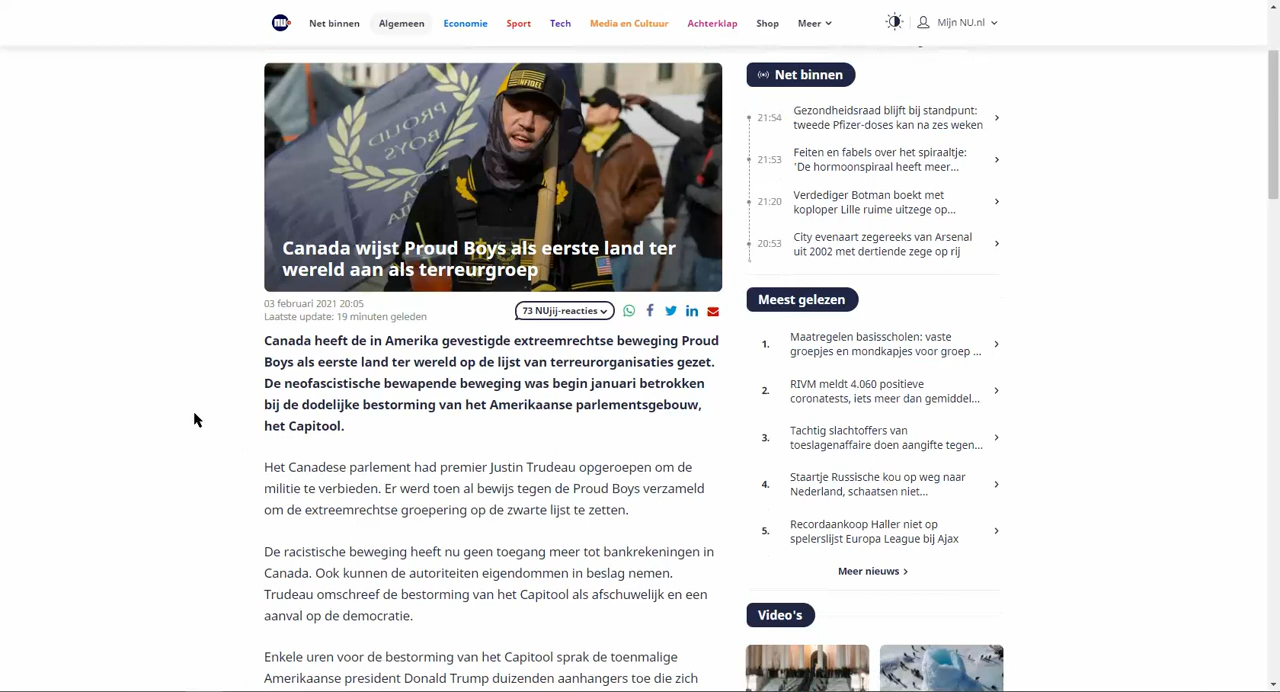 NU
Net binnen
Algemeen
Economie
Sport
Tech
Media en Cultuur
Achterklap
Shop
Meer
Mijn NU.nl
PROUD
BOYS
INFIDEL
Canada wijst Proud Boys als eerste land ter
wereld aan als terreurgroep
03 februari 2021 20:05
Laatste update: 19 minuten geleden
73 NUjij-reacties
Canada heeft de in Amerika gevestigde extreemrechtse beweging Proud
Boys als eerste land ter wereld op de lijst van terreurorganisaties gezet.
De neofascistische bewapende beweging was begin januari betrokken
bij de dodelijke bestorming van het Amerikaanse parlementsgebouw,
het Capitool.
Het Canadese parlement had premier Justin Trudeau opgeroepen om de
militie te verbieden. Er werd toen al bewijs tegen de Proud Boys verzameld
om de extreemrechtse groepering op de zwarte lijst te zetten.
De racistische beweging heeft nu geen toegang meer tot bankrekeningen in
Canada. Ook kunnen de autoriteiten eigendommen in beslag nemen.
Trudeau omschreef de bestorming van het Capitool als afschuwelijk en een
aanval op de democratie.
Enkele uren voor de bestorming van het Capitool sprak de toenmalige
Amerikaanse president Donald Trump duizenden aanhangers toe die zich
Net binnen
21:54 Gezondheidsraad blijft bij standpunt:
tweede Pfizer-doses kan na zes weken
21:53 Feiten en fabels over het spiraaltje:
'De hormoonspiraal heeft meer...
21:20 Verdediger Botman boekt met
koploper Lille ruime uitzege op...
20:53 City evenaart zegereeks van Arsenal
uit 2002 met dertiende zege op rij
Meest gelezen
1. Maatregelen basisscholen: vaste
groepjes en mondkapjes voor groep ...
2. RIVM meldt 4.060 positieve
coronatests, iets meer dan gemiddel...
3. Tachtig slachtoffers van
toeslagenaffaire doen aangifte tegen...
4. Staartje Russische kou op weg naar
Nederland, schaatsen niet...
5. Recordaankoop Haller niet op
spelerslijst Europa League bij Ajax
Meer nieuws
Video's